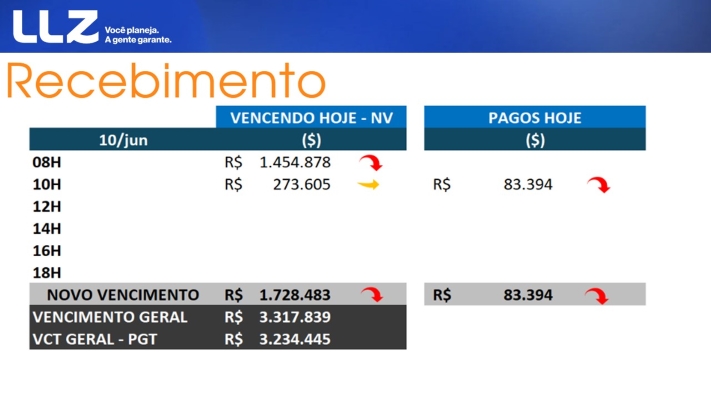 LLZ
Você planeja.
A gente garante.
Recebimento
VENCENDO HOJE - NV PAGOS HOJE
10/jun ($) ($)
08H R$ 1.454.878
10H R$ 273.605 R$ 83.394
12H
14H
16H
18H
NOVO VENCIMENTO R$ 1.728.483 R$ 83.394
VENCIMENTO GERAL R$ 3.317.839
VCT GERAL - PGT R$ 3.234.445